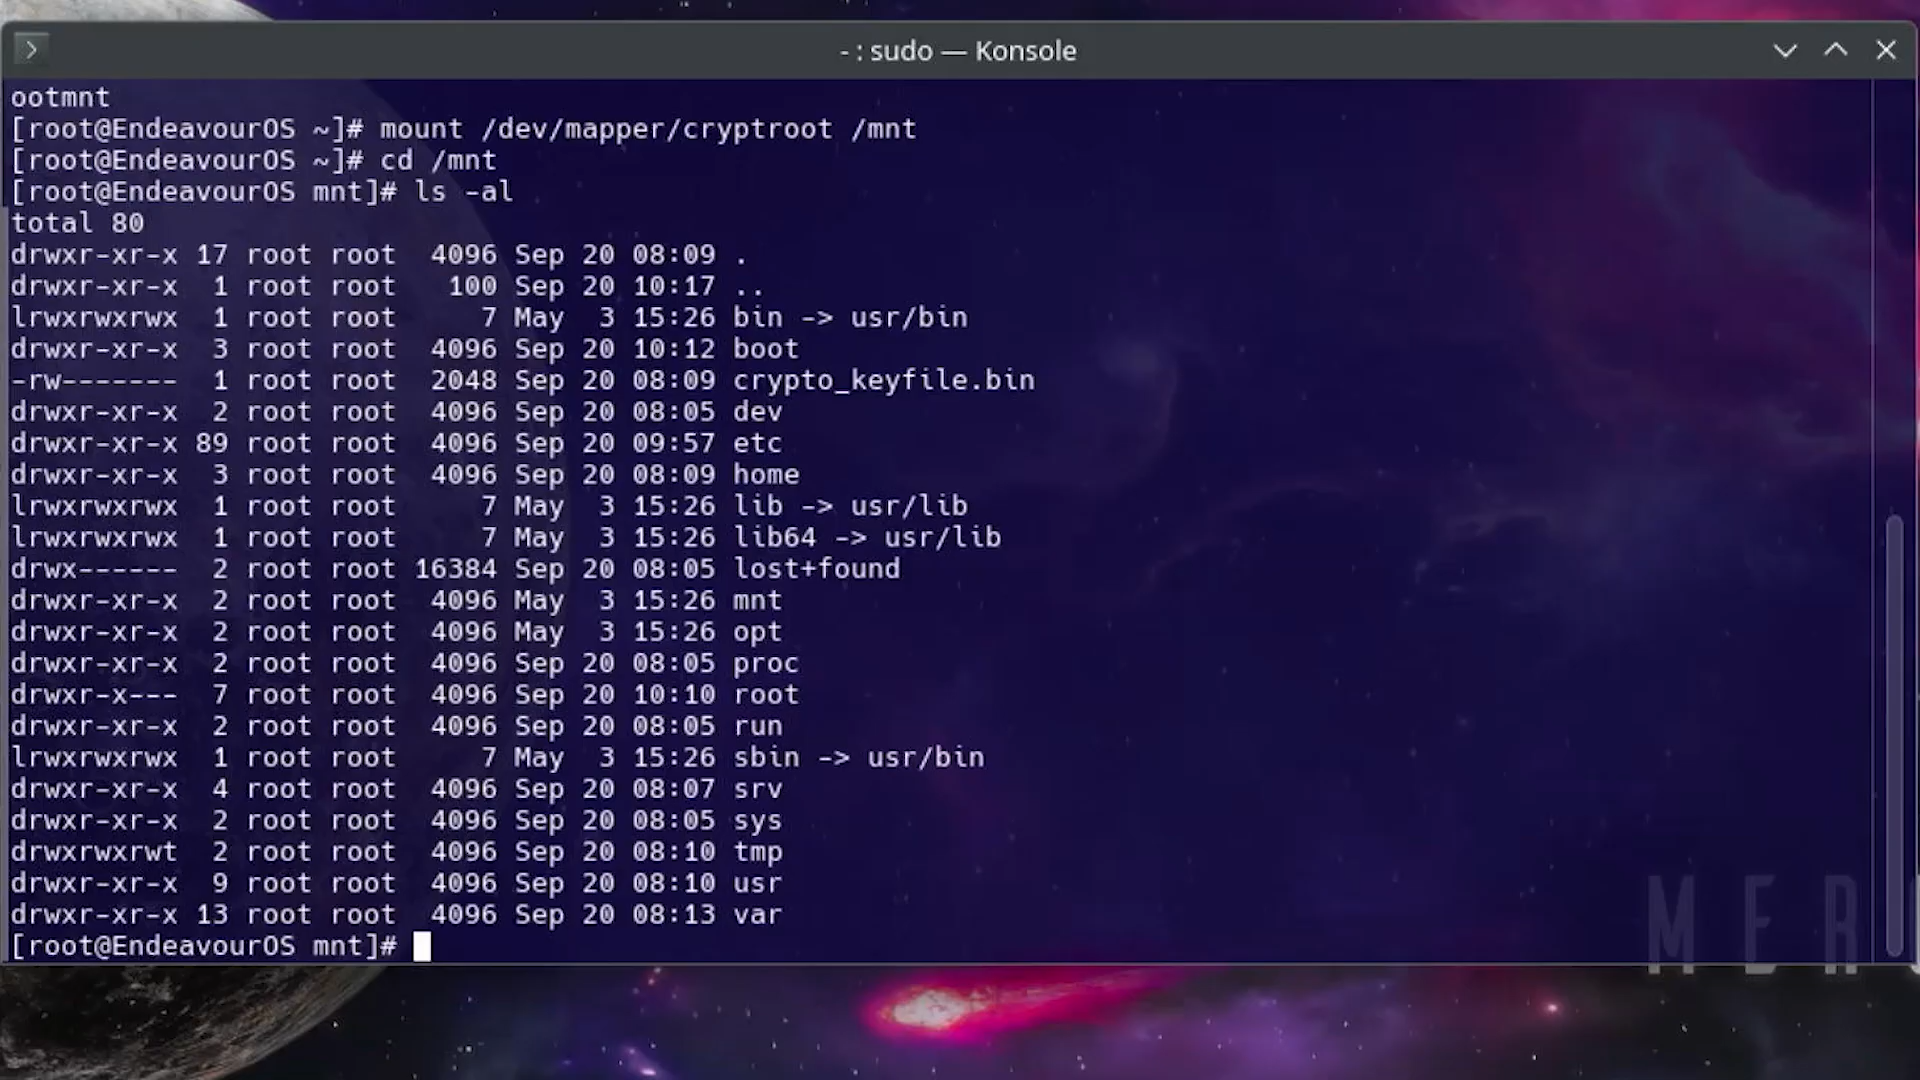 - : sudo — Konsole
ootmnt
[root@EndeavourOS ~]# mount /dev/mapper/cryptroot /mnt
[root@EndeavourOS ~]# cd /mnt
[root@EndeavourOS mnt]# ls -al
total 80
drwxr-xr-x 17 root root  4096 Sep 20 08:09 .
drwxr-xr-x  1 root root   100 Sep 20 10:17 ..
lrwxrwxrwx  1 root root     7 May  3 15:26 bin -> usr/bin
drwxr-xr-x  3 root root  4096 Sep 20 10:12 boot
-rw-------  1 root root  2048 Sep 20 08:09 crypto_keyfile.bin
drwxr-xr-x  2 root root  4096 Sep 20 08:05 dev
drwxr-xr-x 89 root root  4096 Sep 20 09:57 etc
drwxr-xr-x  3 root root  4096 Sep 20 08:09 home
lrwxrwxrwx  1 root root     7 May  3 15:26 lib -> usr/lib
lrwxrwxrwx  1 root root     7 May  3 15:26 lib64 -> usr/lib
drwx------  2 root root 16384 Sep 20 08:05 lost+found
drwxr-xr-x  2 root root  4096 May  3 15:26 mnt
drwxr-xr-x  2 root root  4096 May  3 15:26 opt
drwxr-xr-x  2 root root  4096 Sep 20 08:05 proc
drwxr-x---  7 root root  4096 Sep 20 10:10 root
drwxr-xr-x  2 root root  4096 Sep 20 08:05 run
lrwxrwxrwx  1 root root     7 May  3 15:26 sbin -> usr/bin
drwxr-xr-x  4 root root  4096 Sep 20 08:07 srv
drwxr-xr-x  2 root root  4096 Sep 20 08:05 sys
drwxrwxrwt  2 root root  4096 Sep 20 08:10 tmp
drwxr-xr-x  9 root root  4096 Sep 20 08:10 usr
drwxr-xr-x 13 root root  4096 Sep 20 08:13 var
[root@EndeavourOS mnt]#